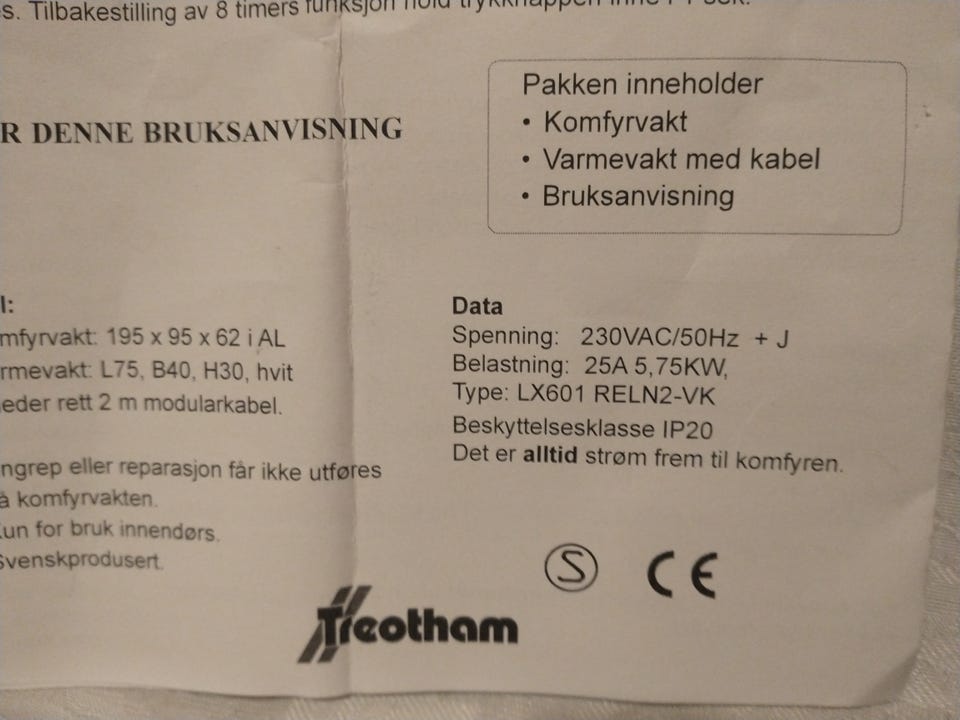 s. Tilbakestilling av 8 timers funksjon hold trykknappen inne i 1 sek.
R DENNE BRUKSANVISNING
Pakken inneholder
• Komfyrvakt
• Varmevakt med kabel
• Bruksanvisning
l:
mfyrvakt: 195 x 95 x 62 i AL
rmevakt: L75, B40, H30, hvit
eder rett 2 m modularkabel.
ngrep eller reparasjon får ikke utføres
å komfyrvakten.
un for bruk innendørs.
Svenskprodusert.
Data
Spenning: 230VAC/50Hz + J
Belastning: 25A 5,75KW,
Type: LX601 RELN2-VK
Beskyttelsesklasse IP20
Det er alltid strøm frem til komfyren.
S CE
Treotham